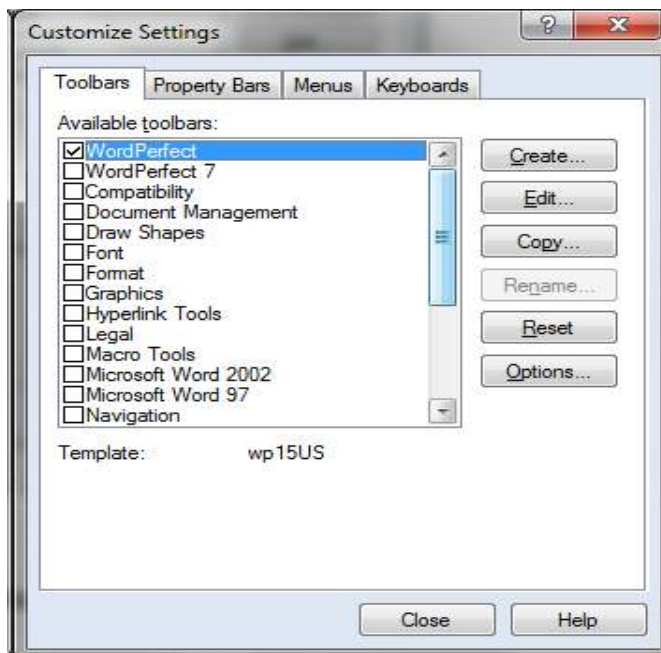 Customize Settings
?
Toolbars Property Bars Menus Keyboards
Available toolbars:
WordPerfect
WordPerfect 7
Compatibility
Document Management
Draw Shapes
Font
Format
Graphics
Hyperlink Tools
Legal
Macro Tools
Microsoft Word 2002
Microsoft Word 97
Navigation
Create...
Edit...
Copy...
Rename...
Reset
Options...
Template: wp15US
Close Help